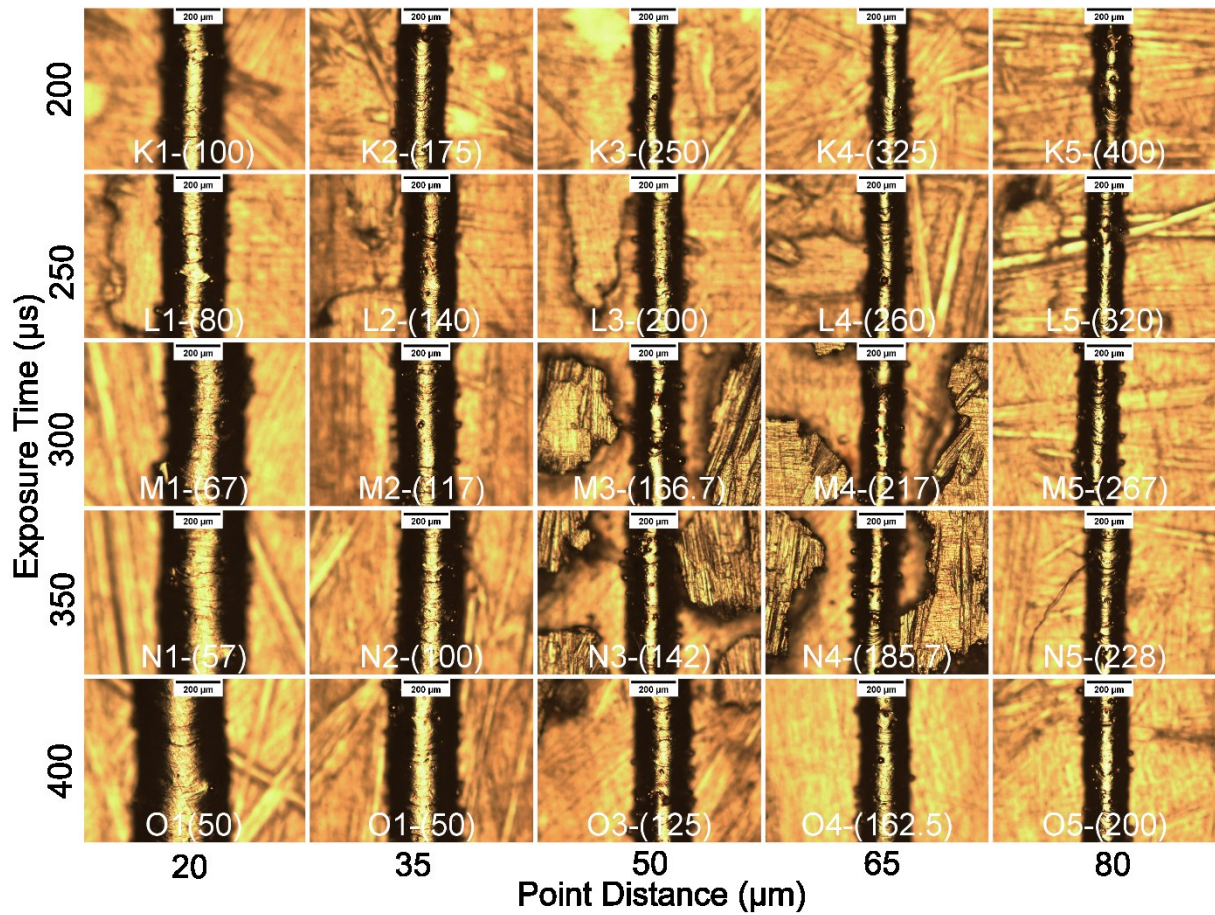 200 µm 200 µm 200 µm 200 µm 200 µm
200
K1-(100) K2-(175) K3-(250) K4-(325) K5-(400)
200 µm 200 µm 200 µm 200 µm 200 µm
250
L1-(80) L2-(140) L3-(200) L4-(260) L5-(320)
200 µm 200 µm 200 µm 200 µm 200 µm
300
M1-(67) M2-(117) M3-(166.7) M4-(217) M5-(267)
Exposure Time (µs)
200 µm 200 µm 200 µm 200 µm 200 µm
350
N1-(57) N2-(100) N3-(142) N4-(185.7) N5-(228)
200 µm 200 µm 200 µm 200 µm 200 µm
400
O1(50) O1-(50) O3-(125) O4-(162.5) O5-(200)
20 35 50 65 80
Point Distance (µm)